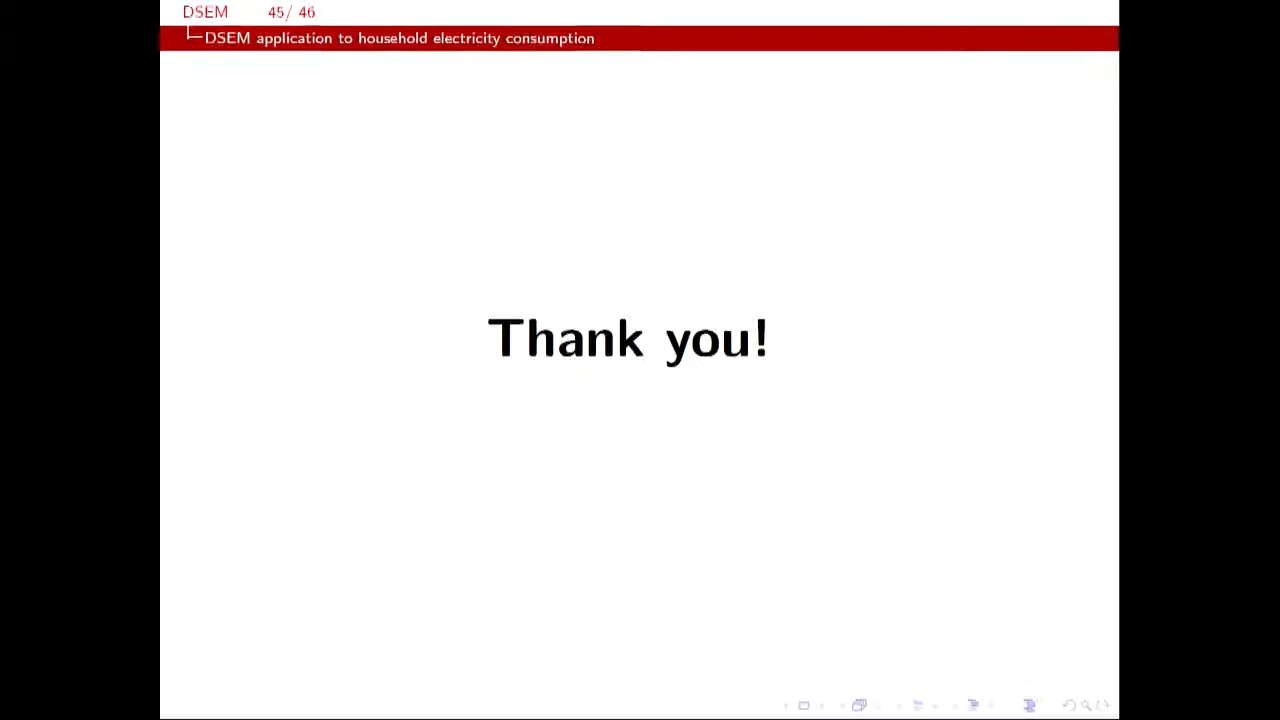 DSEM 45/ 46
DSEM application to household electricity consumption
Thank you!